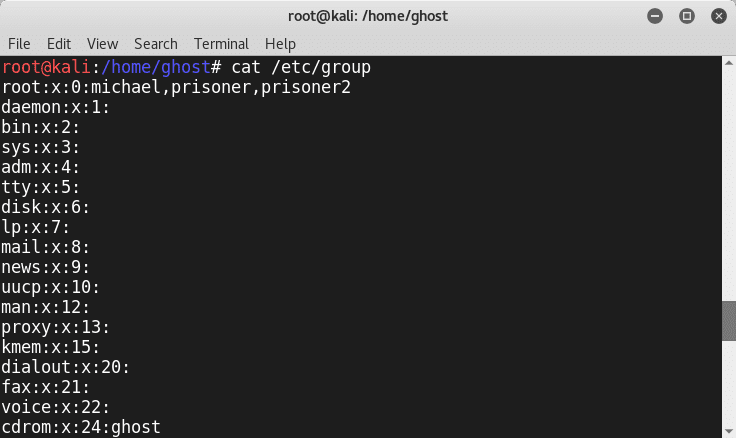 root@kali: /home/ghost
File Edit View Search Terminal Help
root@kali:/home/ghost# cat /etc/group
root:x:0:michael,prisoner,prisoner2
daemon:x:1:
bin:x:2:
sys:x:3:
adm:x:4:
tty:x:5:
disk:x:6:
lp:x:7:
mail:x:8:
news:x:9:
uucp:x:10:
man:x:12:
proxy:x:13:
kmem:x:15:
dialout:x:20:
fax:x:21:
voice:x:22:
cdrom:x:24:ghost